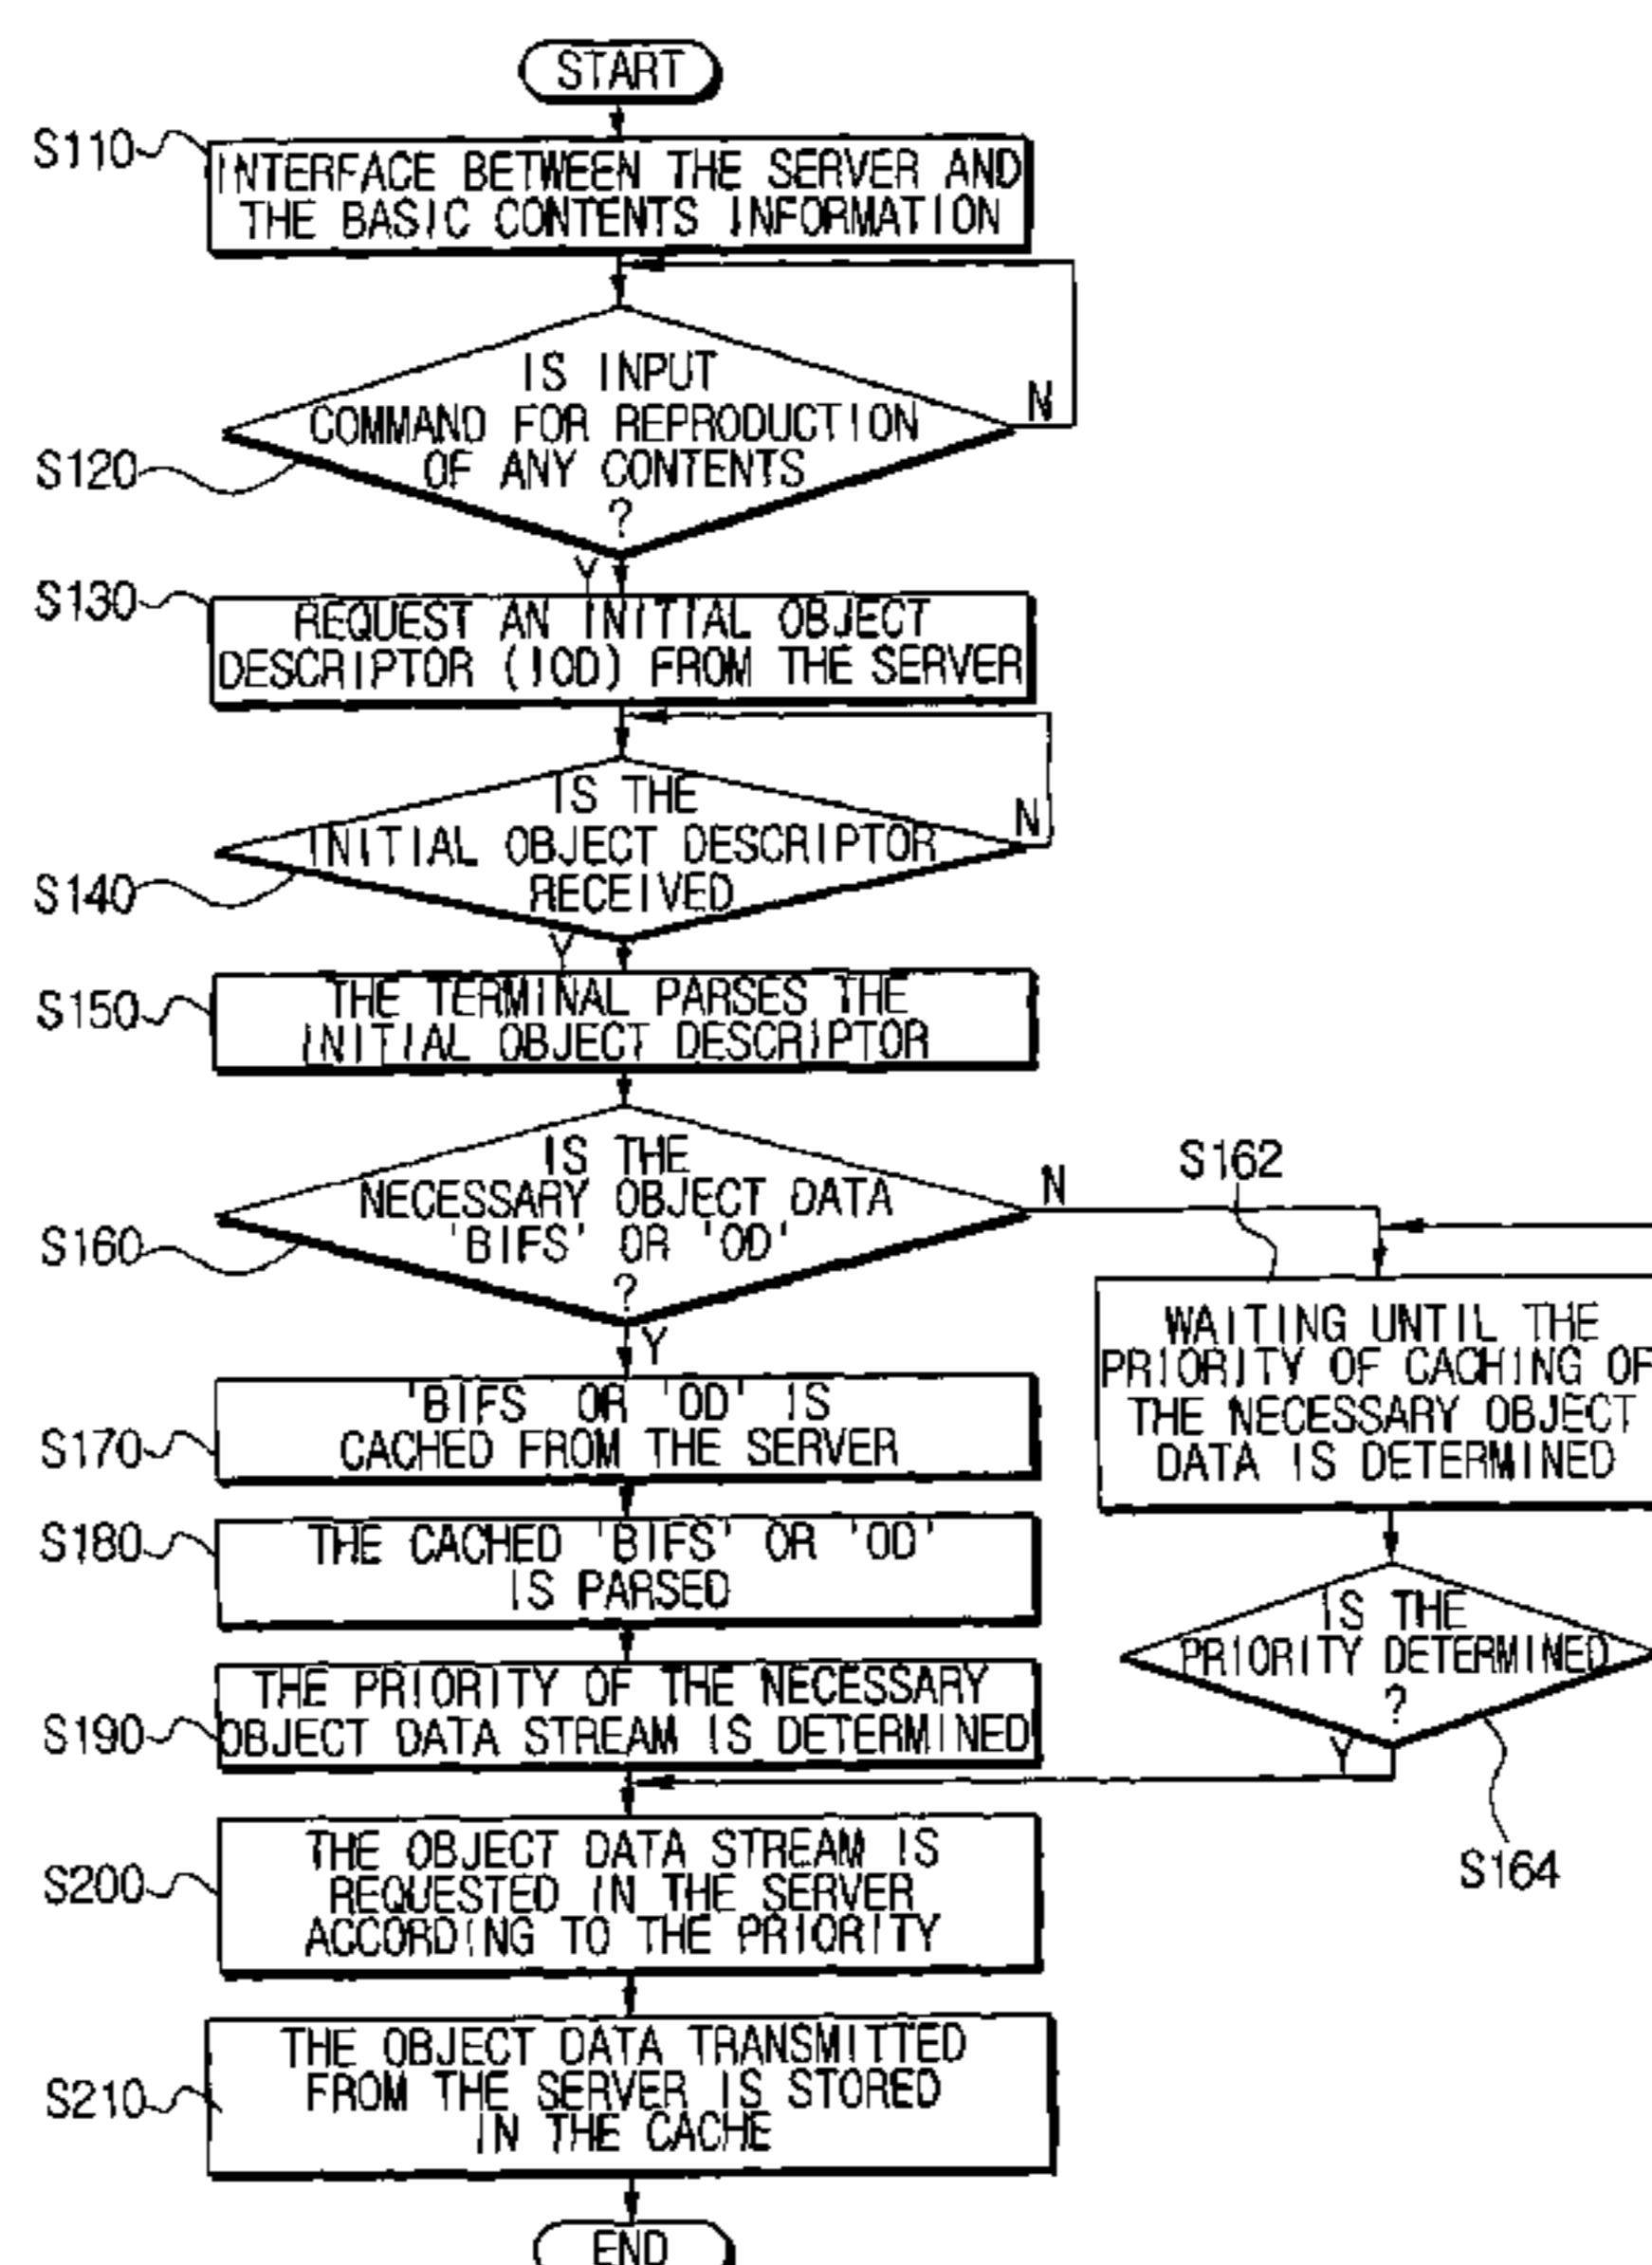 START
S110
INTERFACE BETWEEN THE SERVER AND
THE BASIC CONTENTS INFORMATION
IS INPUT
COMMAND FOR REPRODUCTION
OF ANY CONTENTS
?
N
S120
Y
S130
REQUEST AN INITIAL OBJECT
DESCRIPTOR (IOD) FROM THE SERVER
IS THE
INITIAL OBJECT DESCRIPTOR
RECEIVED
N
S140
Y
S150
THE TERMINAL PARSES THE
INITIAL OBJECT DESCRIPTOR
IS THE
NECESSARY OBJECT DATA
'BIFS' OR 'OD'
?
N
S160
Y
S162
WAITING UNTIL THE
PRIORITY OF CACHING OF
THE NECESSARY OBJECT
DATA IS DETERMINED
S170
'BIFS' OR 'OD' IS
CACHED FROM THE SERVER
S180
THE CACHED 'BIFS' OR 'OD'
IS PARSED
IS THE
PRIORITY DETERMINED
?
Y
S164
S190
THE PRIORITY OF THE NECESSARY
OBJECT DATA STREAM IS DETERMINED
S200
THE OBJECT DATA STREAM IS
REQUESTED IN THE SERVER
ACCORDING TO THE PRIORITY
S210
THE OBJECT DATA TRANSMITTED
FROM THE SERVER IS STORED
IN THE CACHE
END